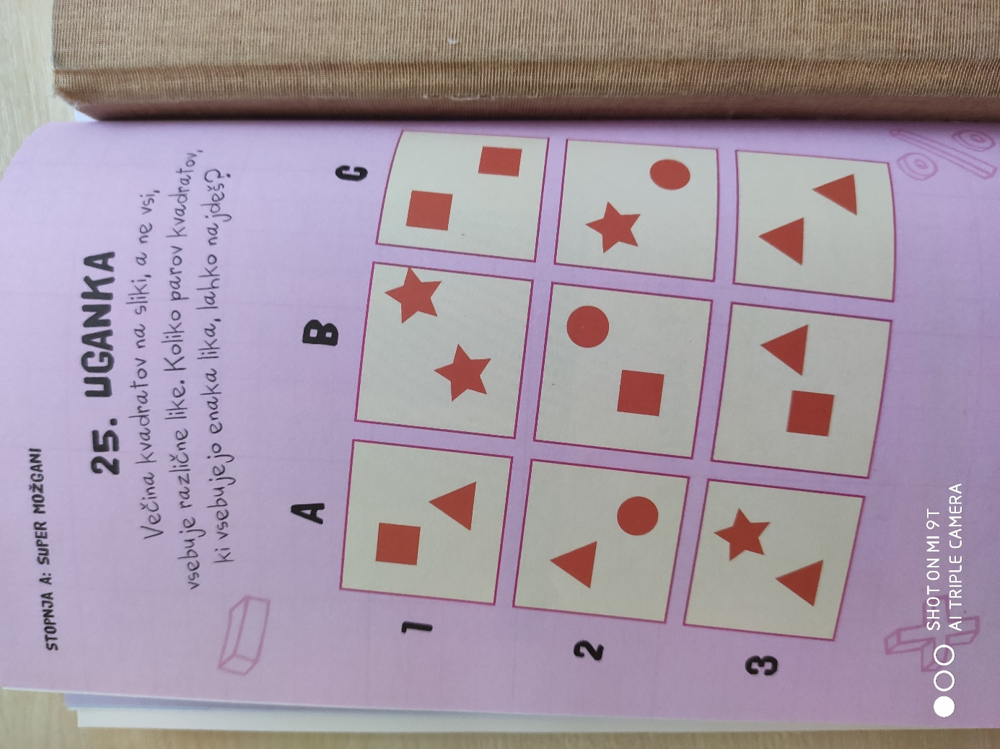 STOPNJA A: SUPER MOŽGANI
25. UGANKA
Večina kvadratov na sliki, a ne vsi,
vsebuje različne like. Koliko parov kvadratov,
ki vsebujejo enaka lika, lahko najdeš?
A B C
1
2
3
SHOT ON MI 9T
AI TRIPLE CAMERA